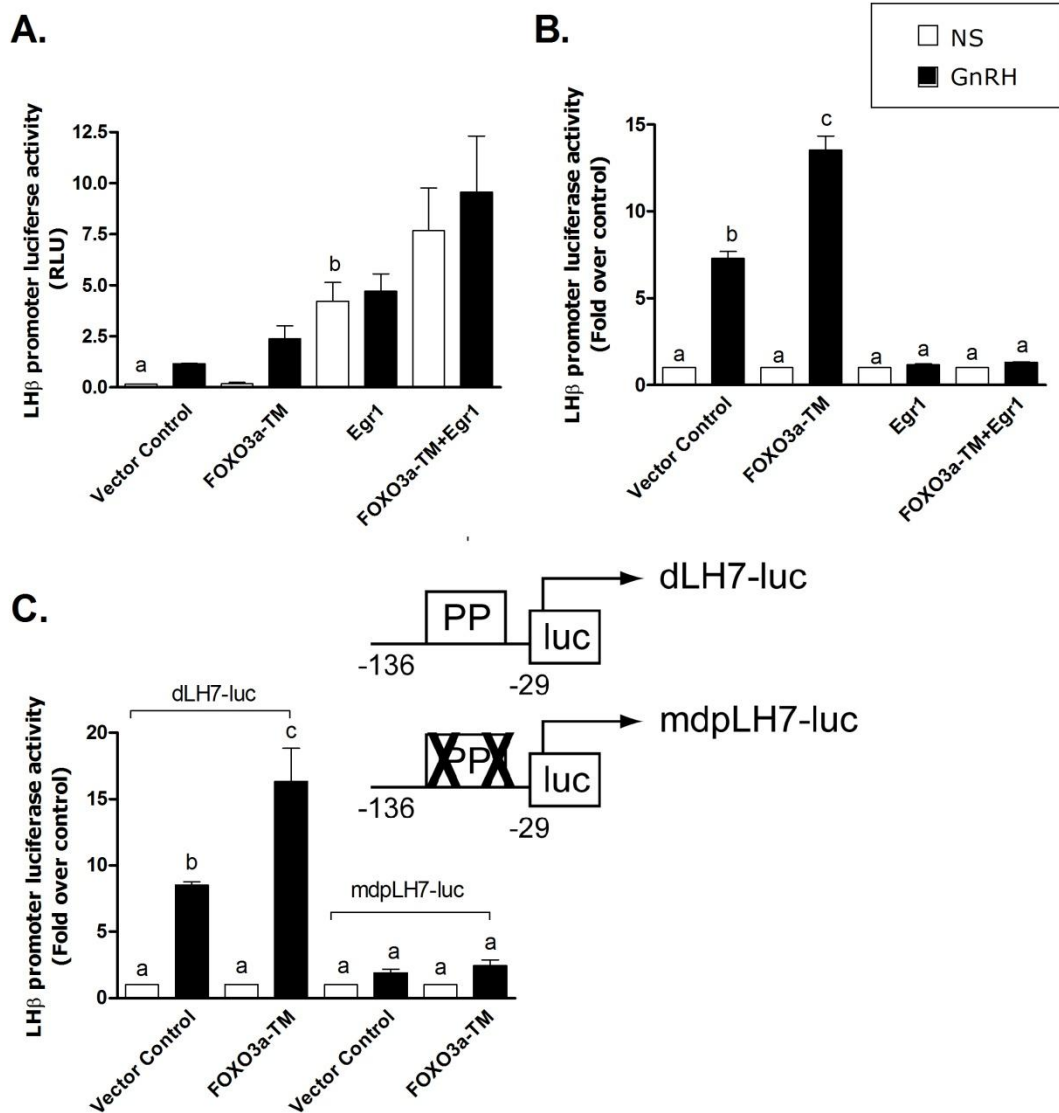 A.
LHβ promoter luciferse activity
(RLU)
12.5
10.0
7.5
5.0
2.5
0.0
a
b
Vector Control
FOXO3a-TM
Egr1
FOXO3a-TM+Egr1
B.
NS
GnRH
LHβ promoter luciferase activity
(Fold over control)
15
10
5
0
a
b
a
c
a
a
a
a
Vector Control
FOXO3a-TM
Egr1
FOXO3a-TM+Egr1
C.
PP
luc
dLH7-luc
-136
-29
PP
luc
mdpLH7-luc
-136
-29
LHβ promoter luciferase activity
(Fold over control)
20
15
10
5
0
dLH7-luc
mdpLH7-luc
a
b
a
c
a
a
a
a
Vector Control
FOXO3a-TM
Vector Control
FOXO3a-TM